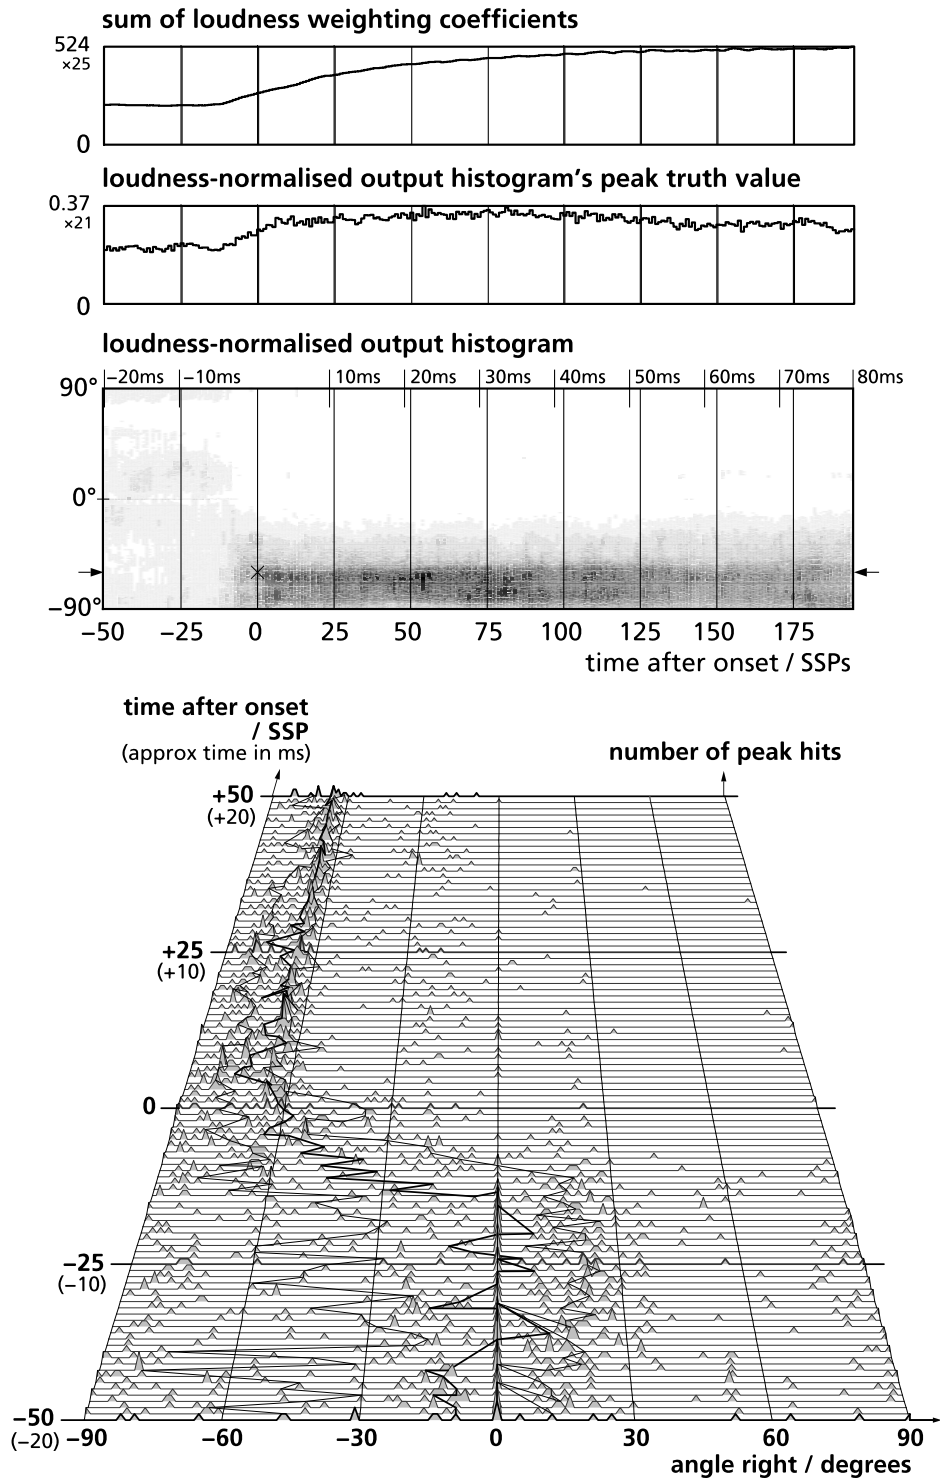 sum of loudness weighting coefficients
524
×25
0
loudness-normalised output histogram's peak truth value
0.37
×21
0
loudness-normalised output histogram
−20ms −10ms 10ms 20ms 30ms 40ms 50ms 60ms 70ms 80ms
90°
0°
−90°
−50 −25 0 25 50 75 100 125 150 175
time after onset / SSPs
time after onset
/ SSP
(approx time in ms)
number of peak hits
+50
(+20)
+25
(+10)
0
−25
(−10)
−50
(−20) −90 −60 −30 0 30 60 90
angle right / degrees